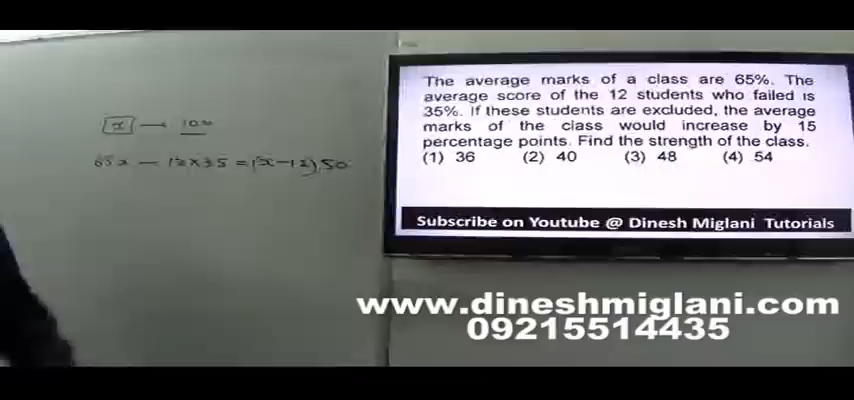 x — 100
65x — 12x35 = (x-12)50
The average marks of a class are 65%. The
average score of the 12 students who failed is
35%. If these students are excluded, the average
marks of the class would increase by 15
percentage points. Find the strength of the class.
(1) 36 (2) 40 (3) 48 (4) 54
Subscribe on Youtube @ Dinesh Miglani Tutorials
www.dineshmiglani.com
09215514435